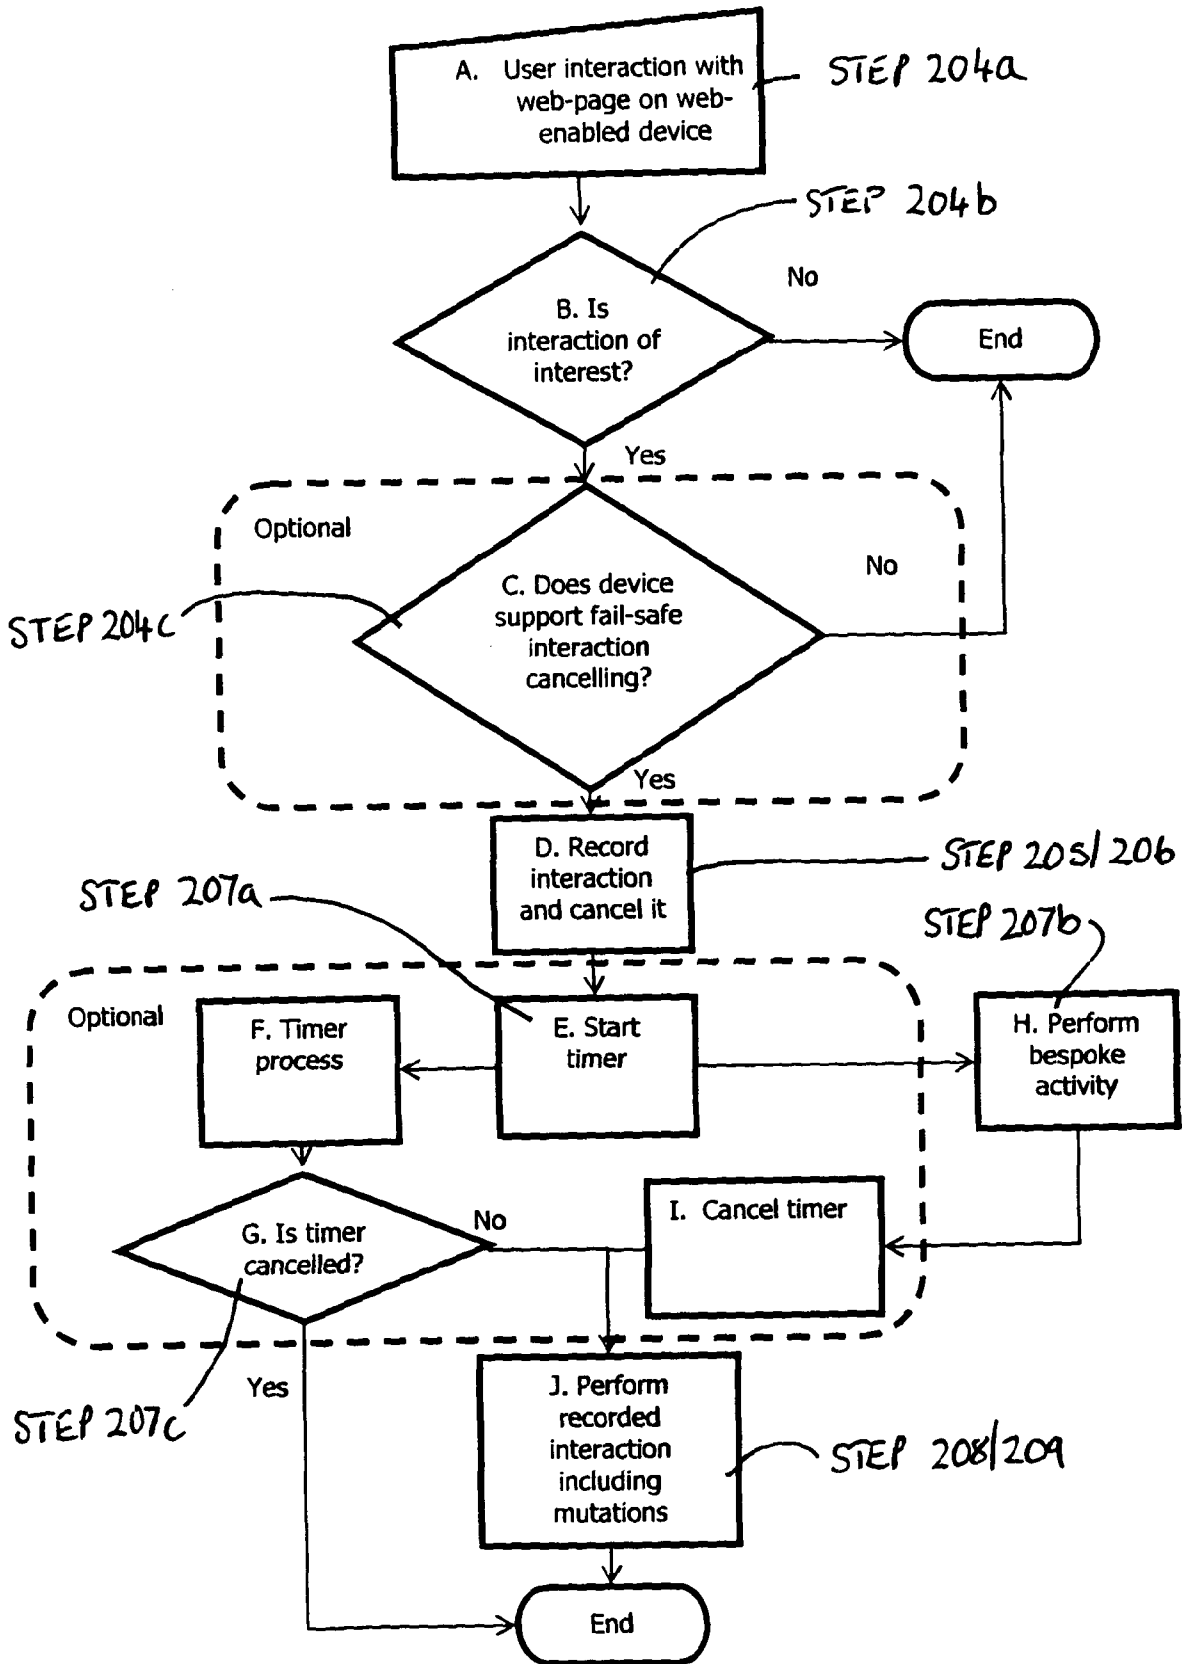 A. User interaction with
web-page on web-
enabled device
STEP 204a
STEP 204b
No
B. Is
interaction of
interest?
End
Yes
Optional
No
C. Does device
support fail-safe
interaction
cancelling?
STEP 204c
Yes
D. Record
interaction
and cancel it
STEP 205/206
STEP 207a
STEP 207b
Optional
F. Timer
process
E. Start
timer
H. Perform
bespoke
activity
G. Is timer
cancelled?
No
I. Cancel timer
Yes
STEP 207c
J. Perform
recorded
interaction
including
mutations
STEP 208/209
End